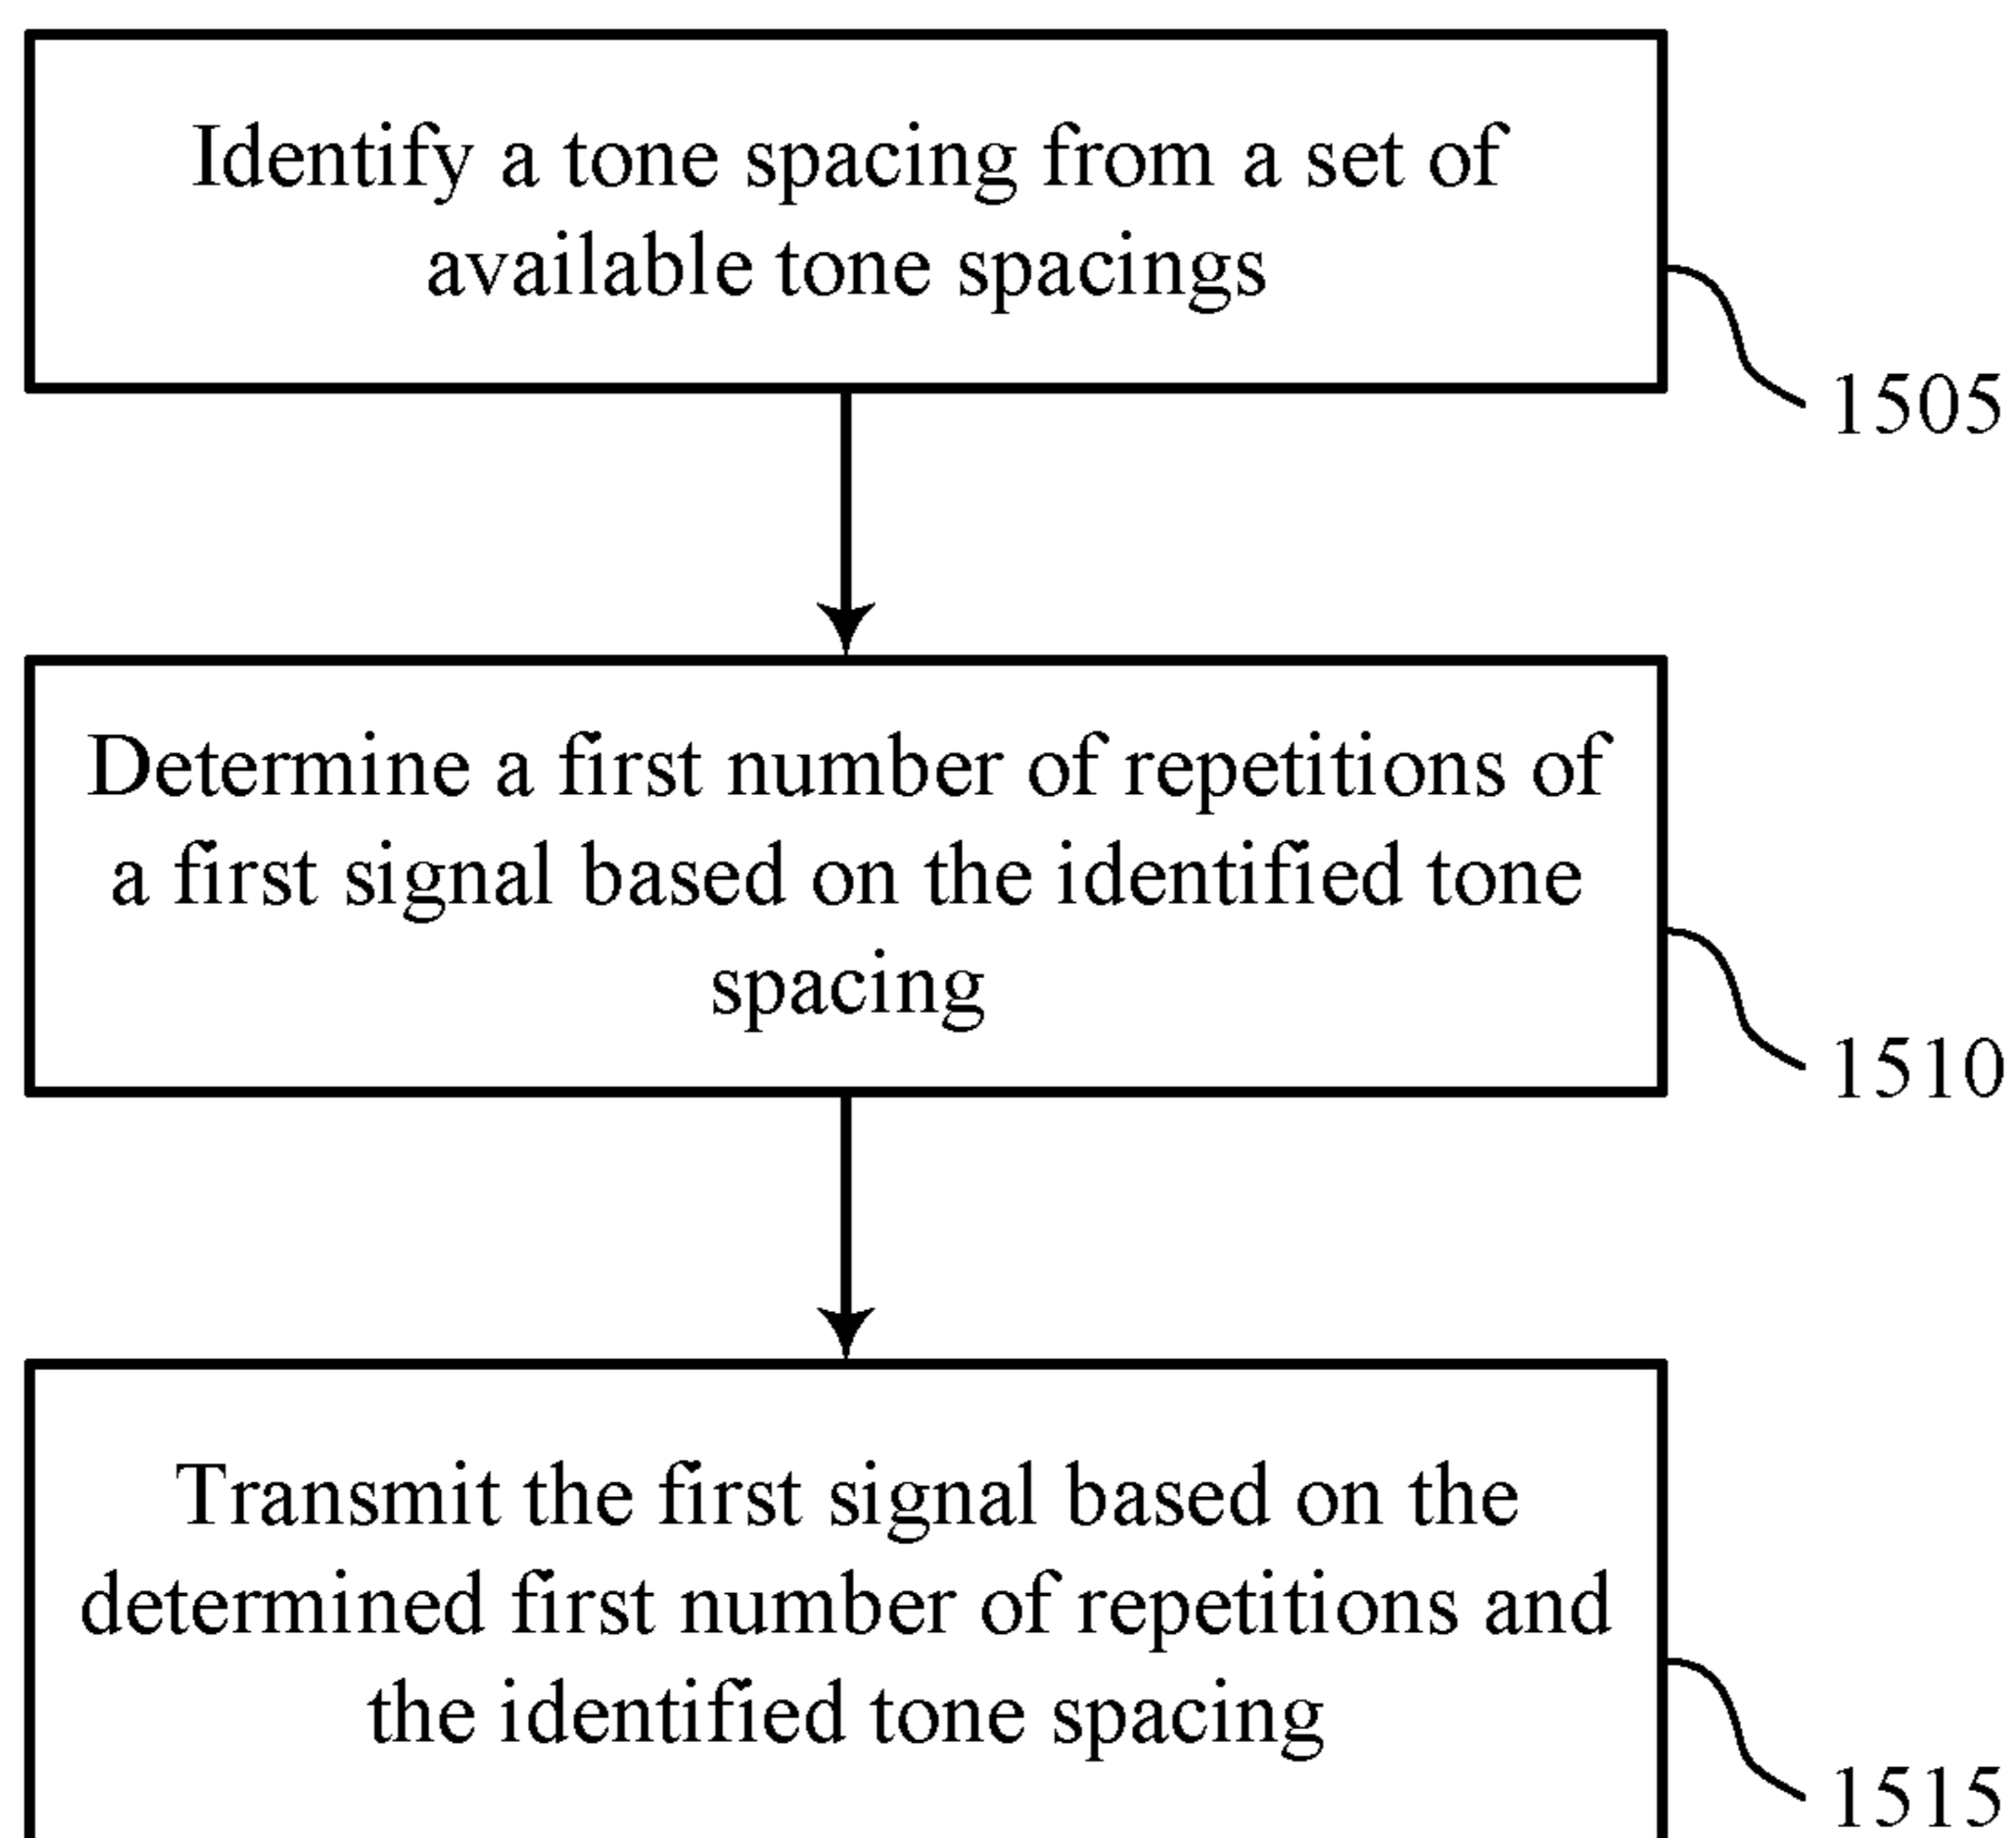 Identify a tone spacing from a set of
available tone spacings
1505
Determine a first number of repetitions of
a first signal based on the identified tone
spacing
1510
Transmit the first signal based on the
determined first number of repetitions and
the identified tone spacing
1515